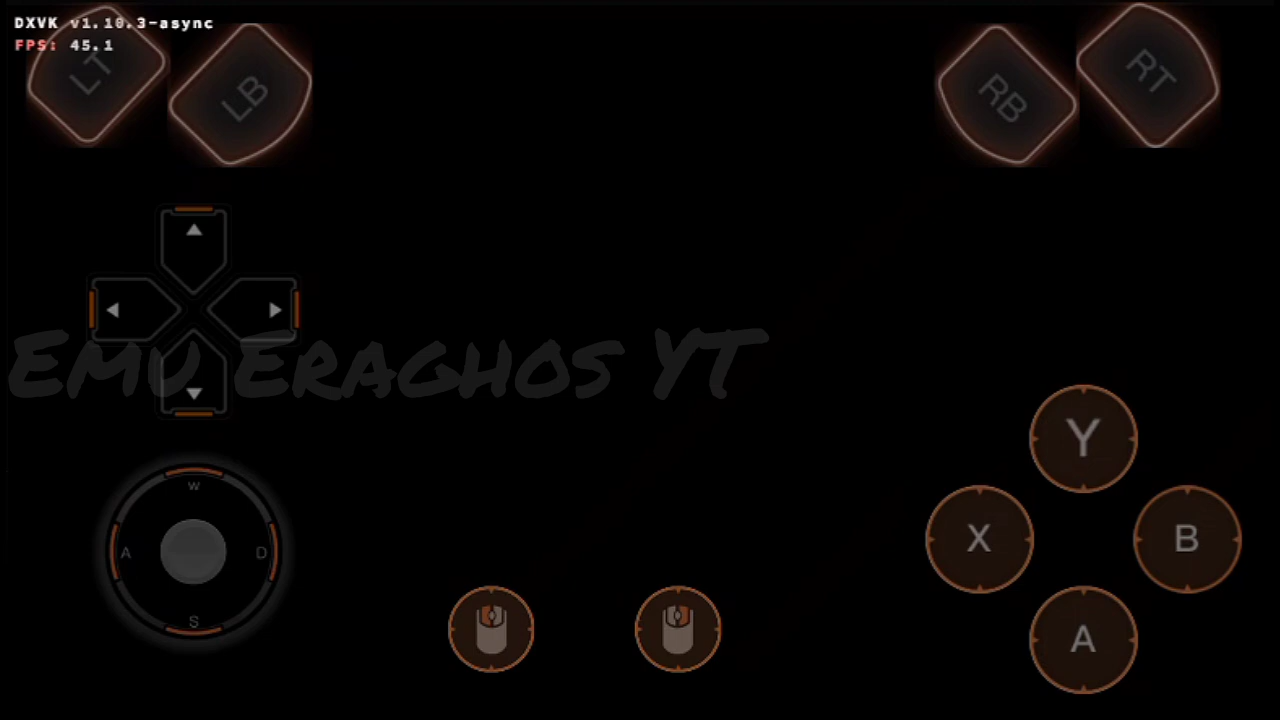 DXVK v1.10.3-async
FPS: 45.1
LT
LB
RB
RT
Emu Eraghos YT
W
A
D
S
Y
X
B
A